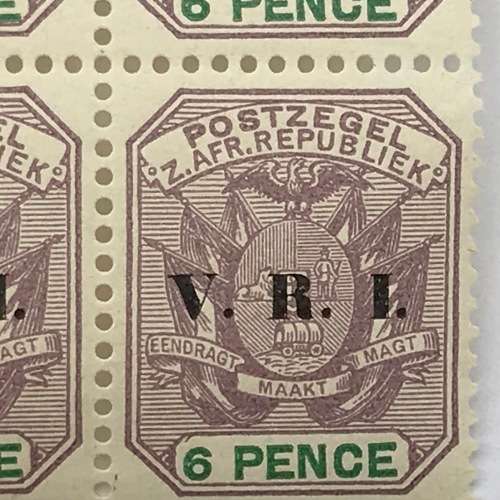 6 PENCE
POSTZEGEL
Z. AFR. REPUBLIEK
V. R. I.
EENDRAGT MAAKT MAGT
6 PENCE